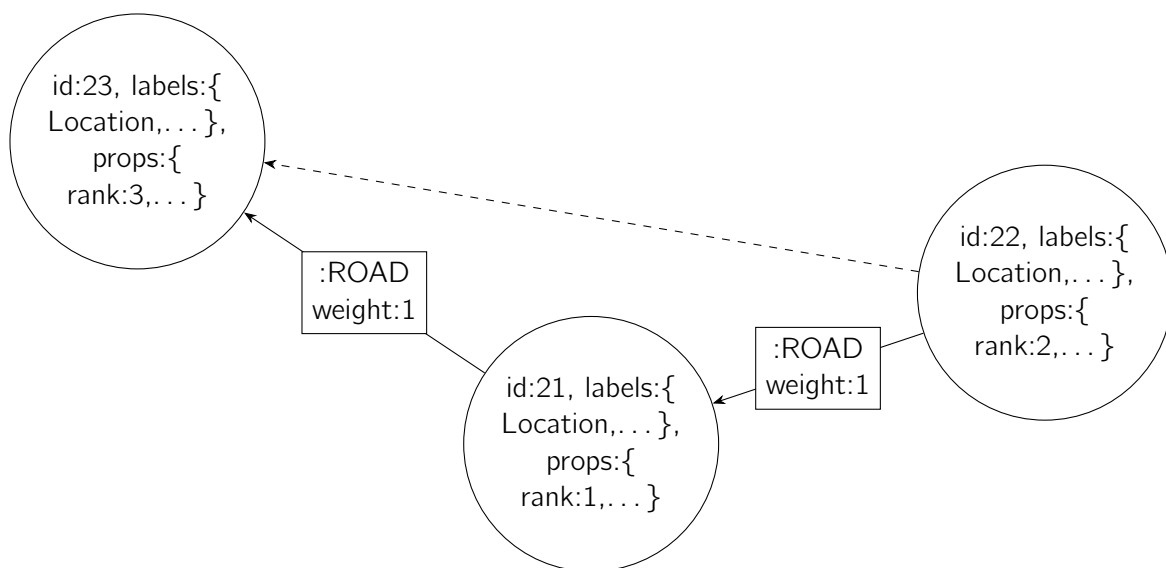 id:23, labels:{
Location,. . . },
props:{
rank:3,. . . }
:ROAD
weight:1
id:21, labels:{
Location,. . . },
props:{
rank:1,. . . }
:ROAD
weight:1
id:22, labels:{
Location,. . . },
props:{
rank:2,. . . }